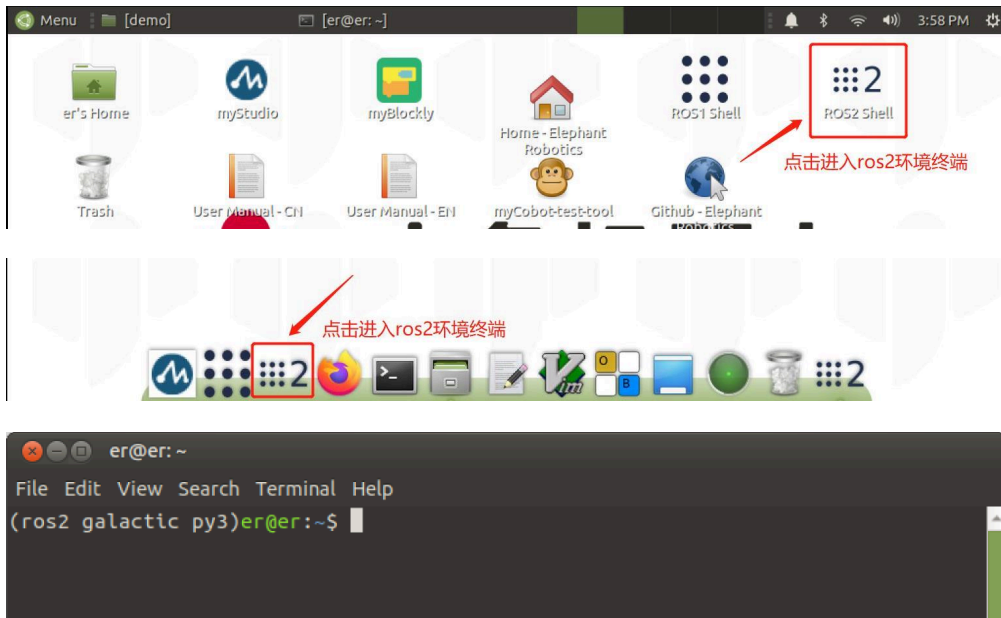 Menu
[demo]
[er@er: ~]
3:58 PM
er's Home
myStudio
myBlockly
Home - Elephant
Robotics
ROS1 Shell
2
ROS2 Shell
点击进入ros2环境终端
Trash
User Manual - CN
User Manual - EN
myCobot-test-tool
Github - Elephant
Robotics
点击进入ros2环境终端
2
>_
Vim
O
B
2
er@er: ~
File Edit View Search Terminal Help
(ros2 galactic py3)er@er:~$